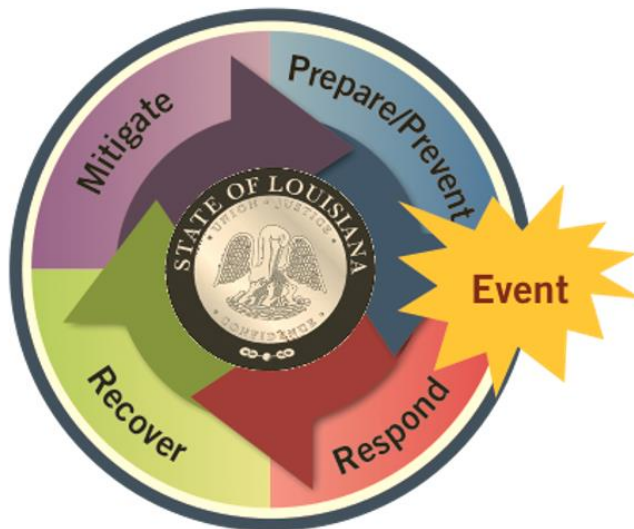 Mitigate
Prepare/Prevent
STATE OF LOUISIANA
UNION · JUSTICE
CONFIDENCE
Event
Recover
Respond